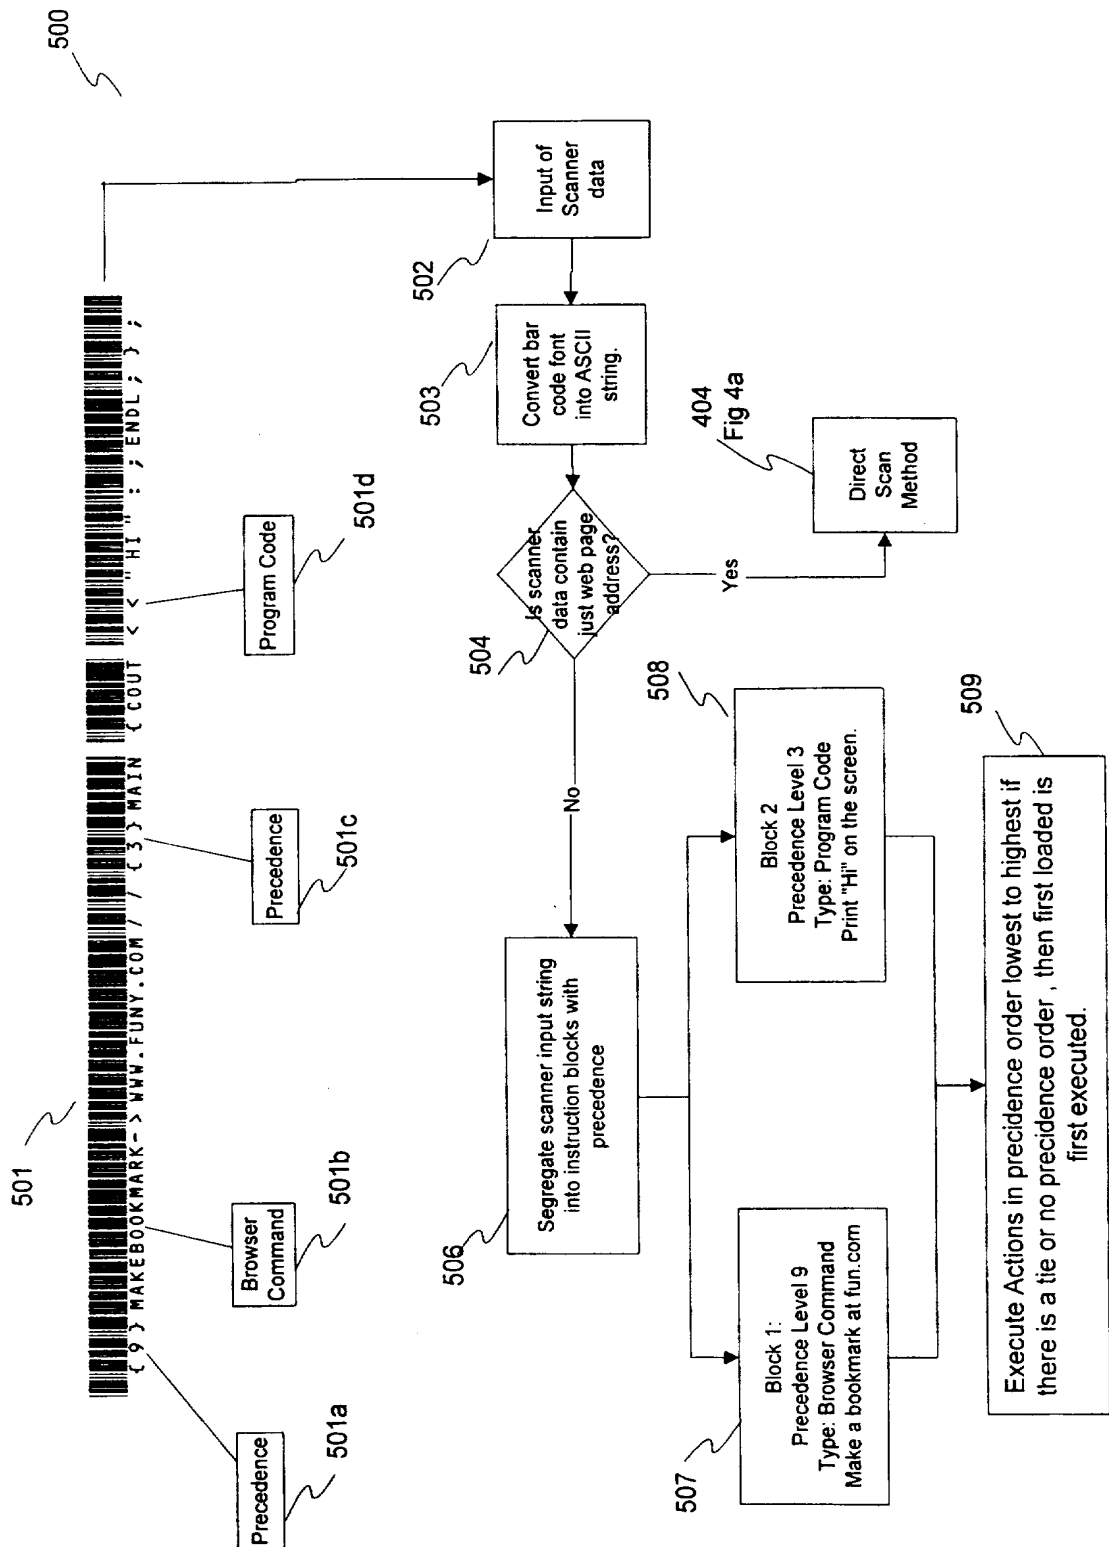 500
501
{9}MAKEBOOKMARK->WWW.FUNY.COM//{3}MAIN {COUT <<"HI":;ENDL;};
Precedence
501a
Browser
Command
501b
Precedence
501c
Program Code
501d
Input of
Scanner
data
502
Convert bar
code font
into ASCII
string.
503
Is scanner
data contain
just web page
address?
504
Yes
404
Fig 4a
Direct
Scan
Method
No
Segregate scanner input string
into instruction blocks with
precedence
506
Block 1:
Precedence Level 9
Type: Browser Command
Make a bookmark at fun.com
507
Block 2
Precedence Level 3
Type: Program Code
Print "Hi" on the screen.
508
Execute Actions in precidence order lowest to highest if
there is a tie or no precidence order , then first loaded is
first executed.
509